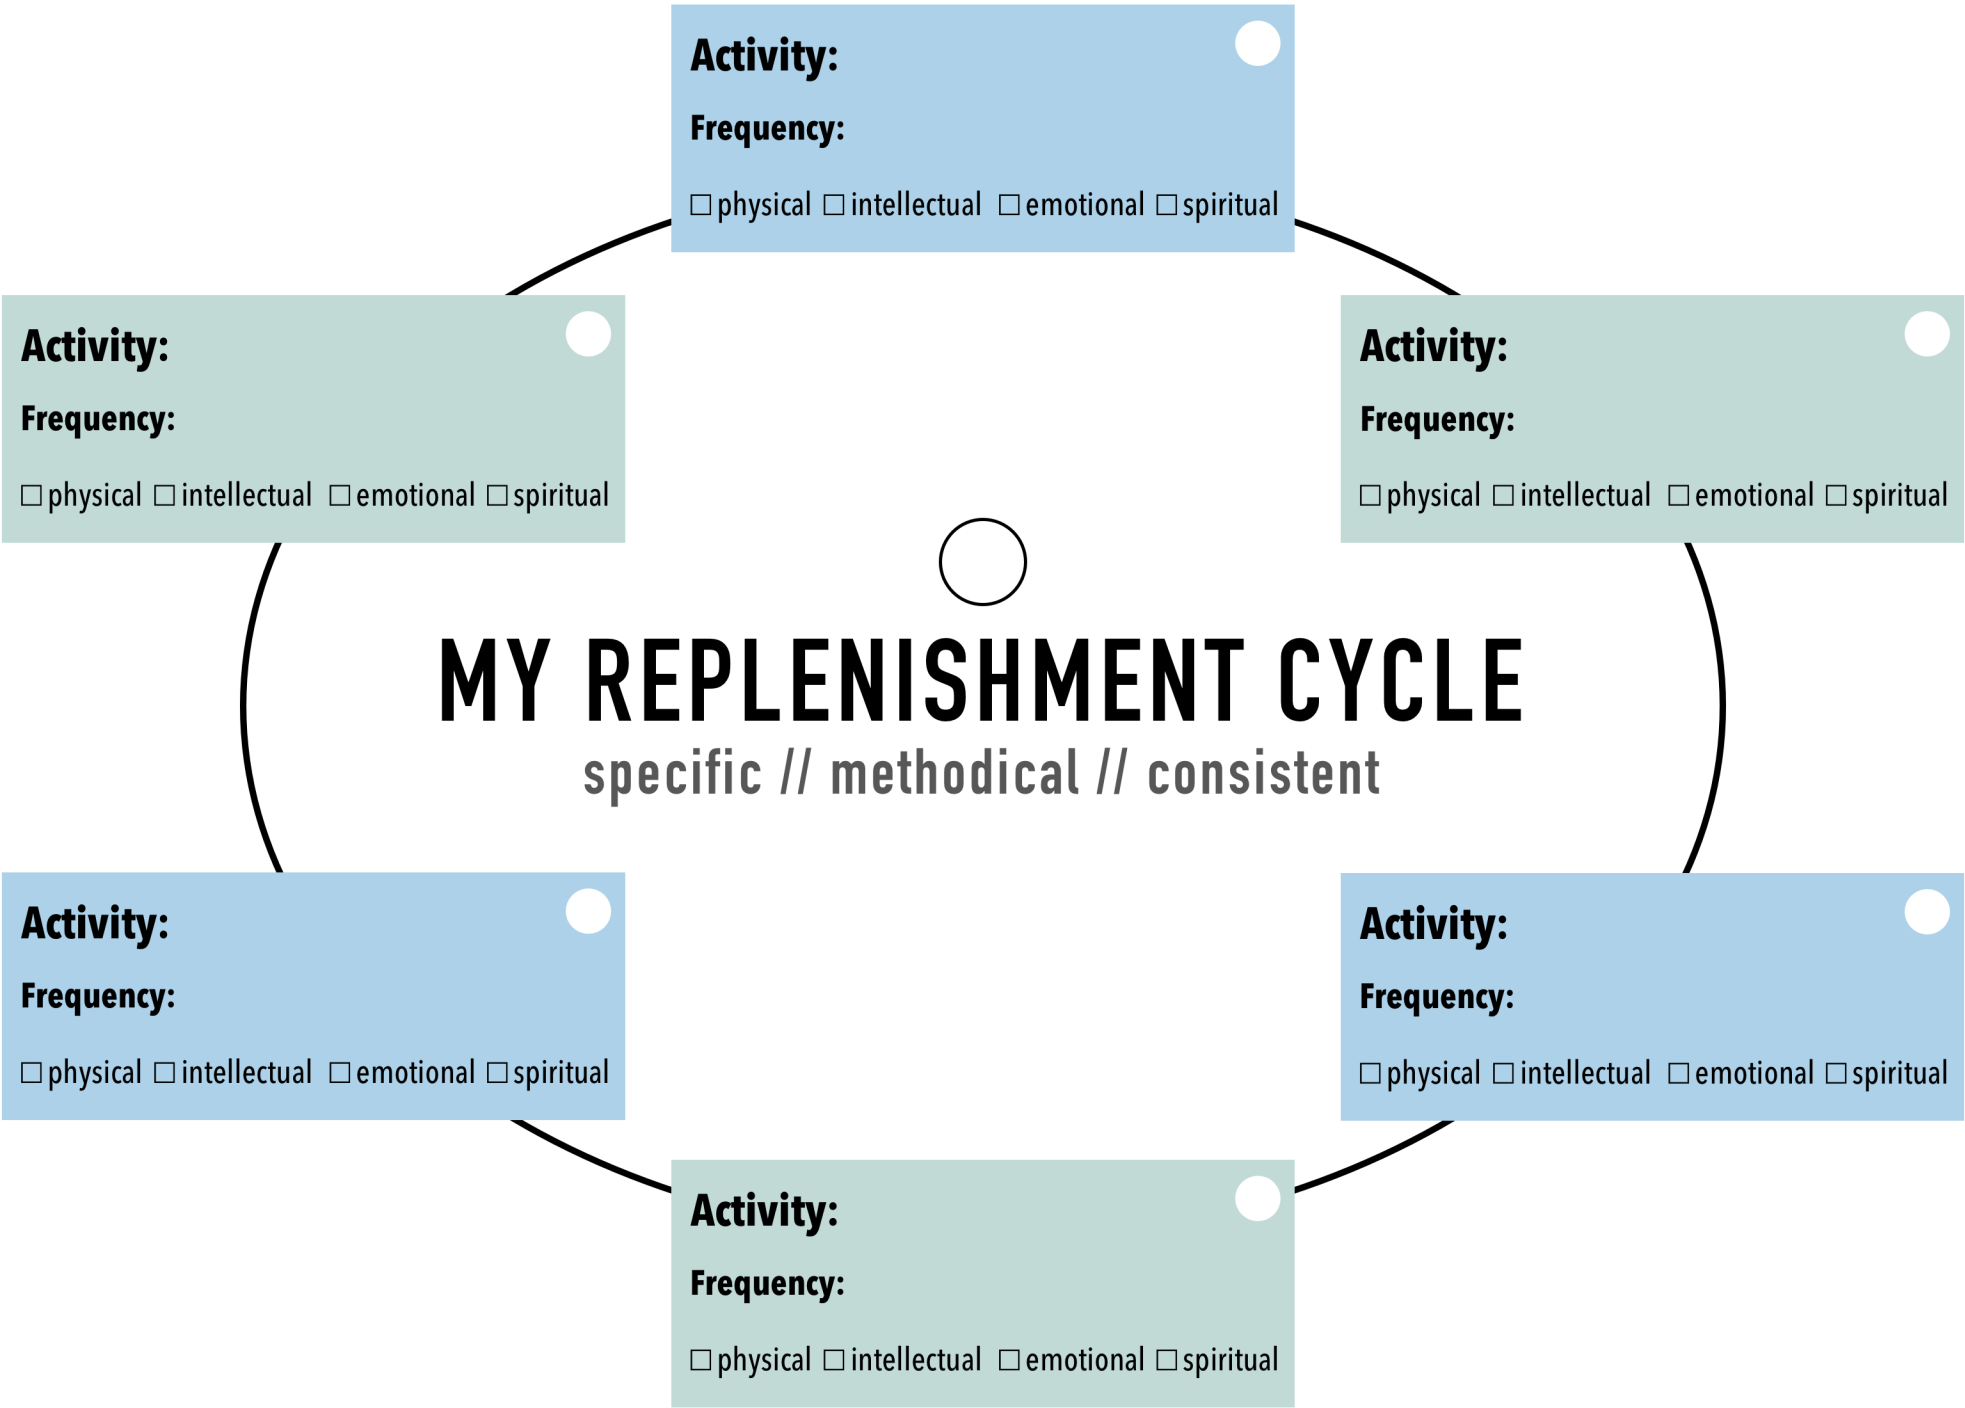 Activity:
Frequency:
☐ physical ☐ intellectual ☐ emotional ☐ spiritual
Activity:
Frequency:
☐ physical ☐ intellectual ☐ emotional ☐ spiritual
Activity:
Frequency:
☐ physical ☐ intellectual ☐ emotional ☐ spiritual
MY REPLENISHMENT CYCLE
specific // methodical // consistent
Activity:
Frequency:
☐ physical ☐ intellectual ☐ emotional ☐ spiritual
Activity:
Frequency:
☐ physical ☐ intellectual ☐ emotional ☐ spiritual
Activity:
Frequency:
☐ physical ☐ intellectual ☐ emotional ☐ spiritual